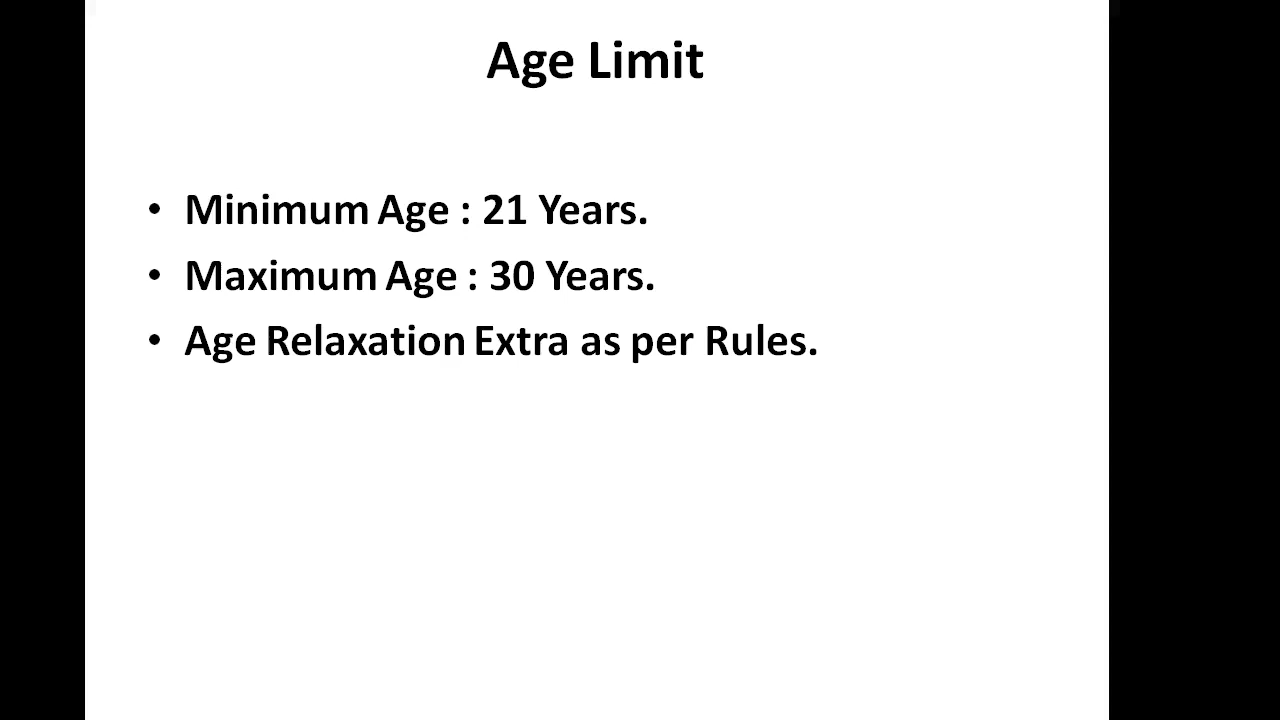 Age Limit
• Minimum Age : 21 Years.
• Maximum Age : 30 Years.
• Age Relaxation Extra as per Rules.